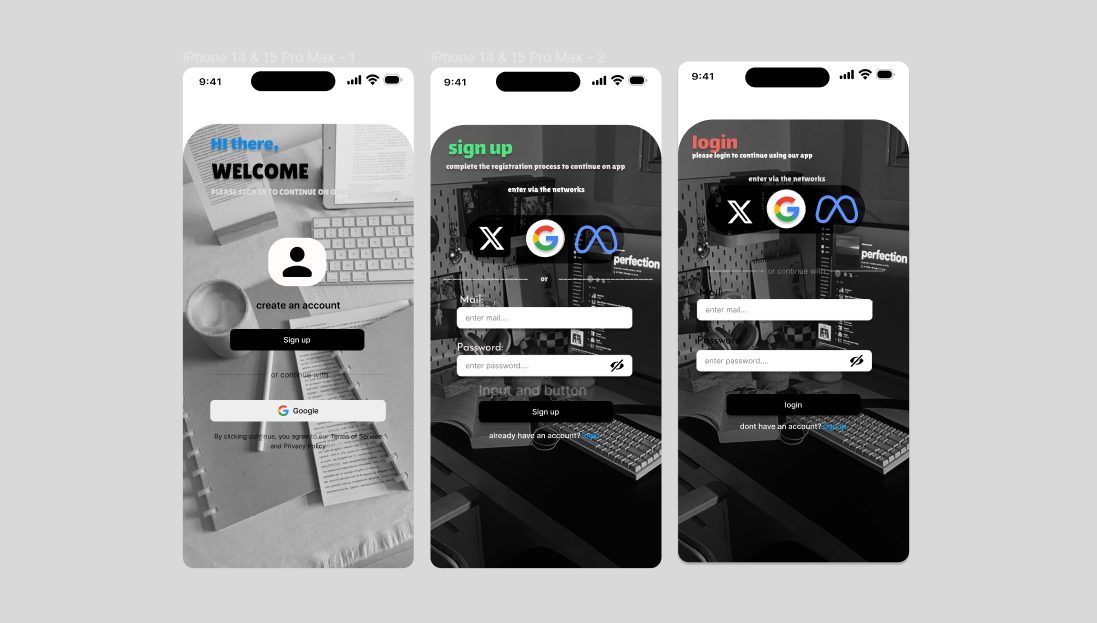 iPhone 14 & 15 Pro Max - 1
9:41
Hi there,
WELCOME
PLEASE SIGN IN TO CONTINUE ON O
create an account
Sign up
or continue with
Google
By clicking continue, you agree to our Terms of Service
and Privacy Policy
iPhone 14 & 15 Pro Max - 2
9:41
sign up
complete the registration process to continue on app
enter via the networks
perfection
or
Mail:
enter mail...
Password:
enter password....
Input and button
Sign up
already have an account?
9:41
login
please login to continue using our app
enter via the networks
perfection
or continue with
enter mail...
Password:
enter password....
login
dont have an account?